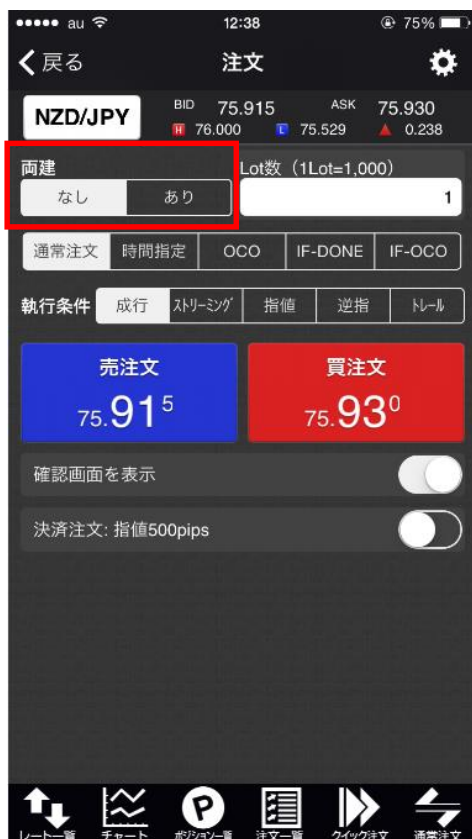 au 12:38 75%
戻る 注文
NZD/JPY BID 75.915 ASK 75.930
H 76.000 L 75.529 ▲ 0.238
両建 Lot数（1Lot=1,000）
なし あり 1
通常注文 時間指定 OCO IF-DONE IF-OCO
執行条件 成行 ｽﾄﾘｰﾐﾝｸﾞ 指値 逆指 ﾄﾚｰﾙ
売注文 買注文
75.915 75.930
確認画面を表示
決済注文: 指値500pips
P
レート一覧 チャート ポジション一覧 注文一覧 クイック注文 通常注文